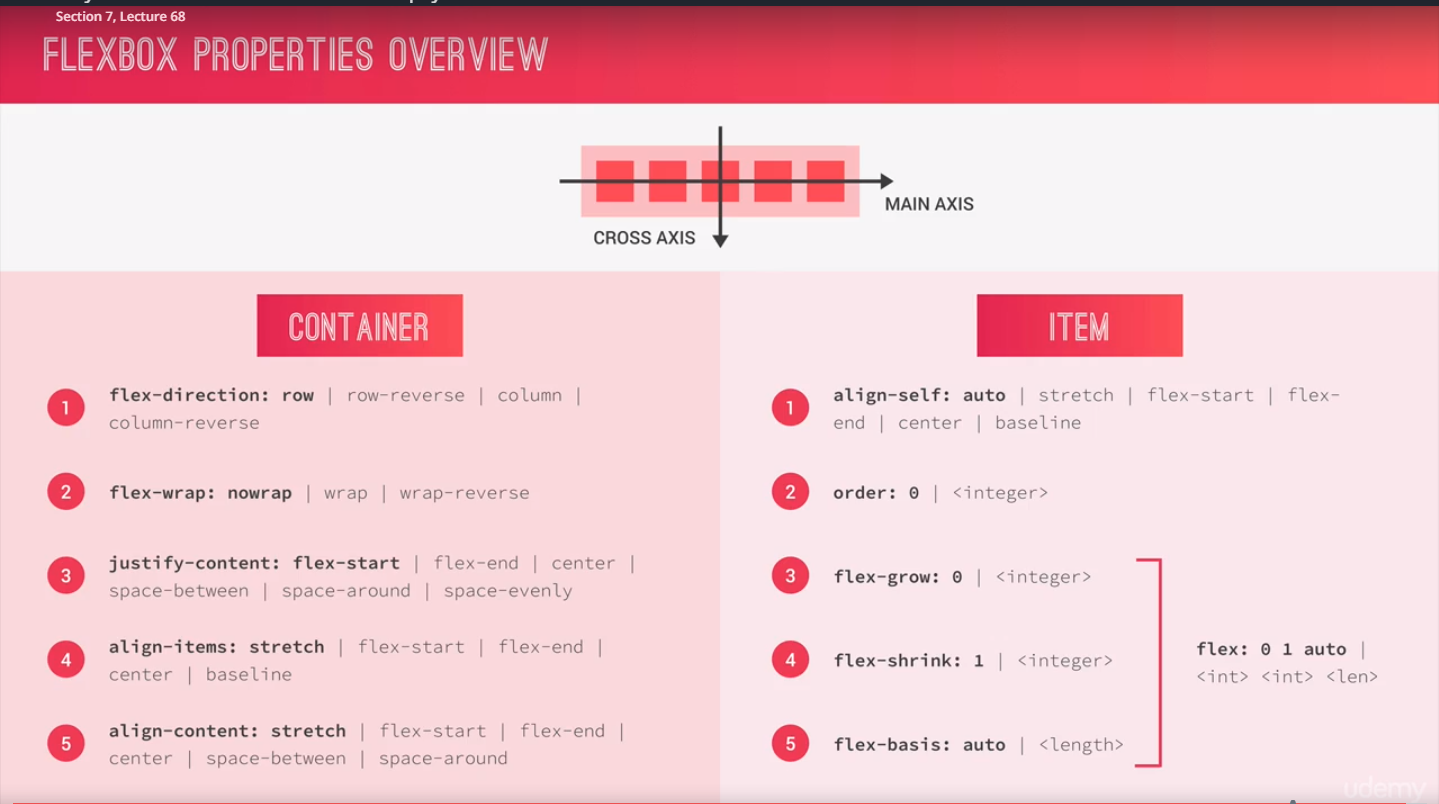 Section 7, Lecture 68
FLEXBOX PROPERTIES OVERVIEW
MAIN AXIS
CROSS AXIS
CONTAINER
1
flex-direction: row | row-reverse | column |
column-reverse
2
flex-wrap: nowrap | wrap | wrap-reverse
3
justify-content: flex-start | flex-end | center |
space-between | space-around | space-evenly
4
align-items: stretch | flex-start | flex-end |
center | baseline
5
align-content: stretch | flex-start | flex-end |
center | space-between | space-around
ITEM
1
align-self: auto | stretch | flex-start | flex-
end | center | baseline
2
order: 0 | <integer>
3
flex-grow: 0 | <integer>
4
flex-shrink: 1 | <integer>
5
flex-basis: auto | <length>
flex: 0 1 auto |
<int> <int> <len>
udemy